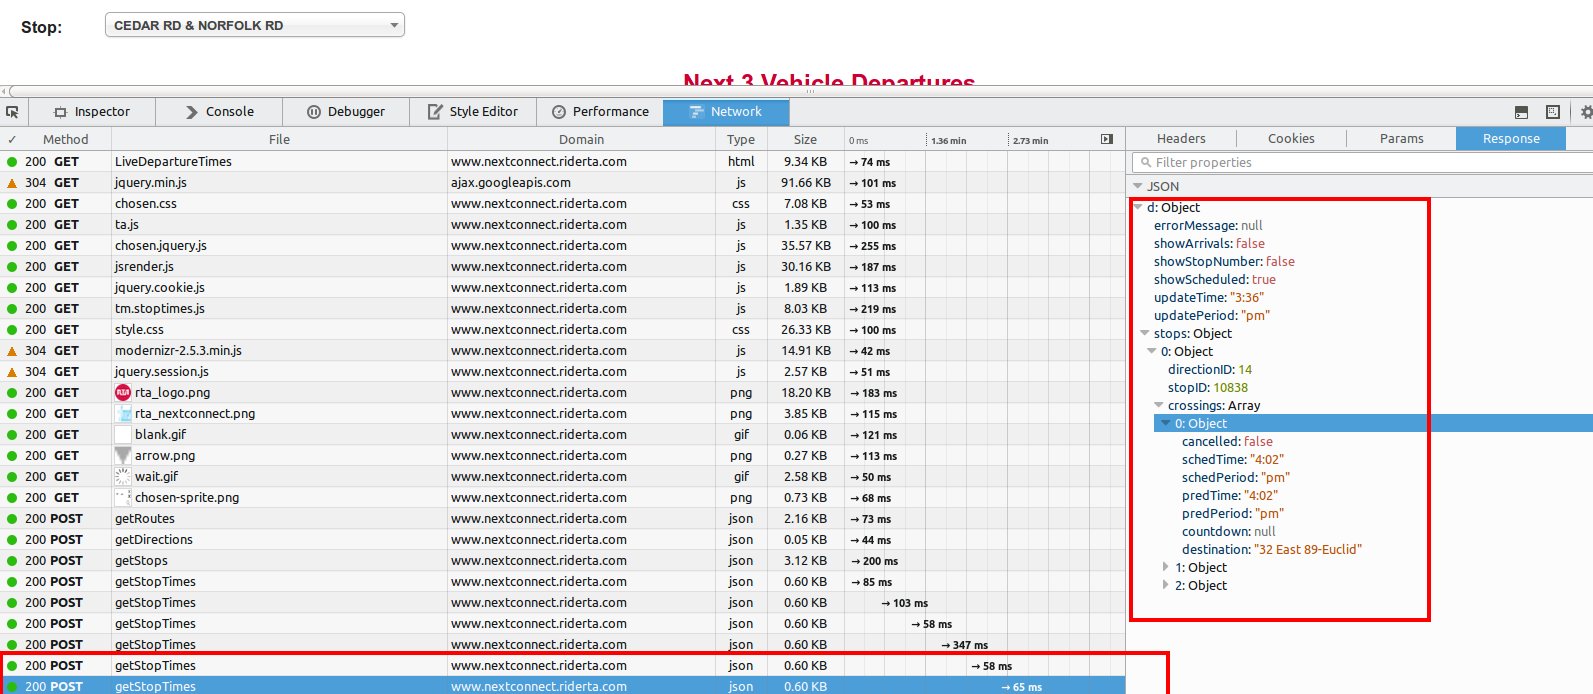 Stop: CEDAR RD & NORFOLK RD
Next 3 Vehicle Departures
Inspector Console Debugger Style Editor Performance Network
✓ Method File Domain Type Size 0 ms 1.36 min 2.73 min
200 GET LiveDepartureTimes www.nextconnect.riderta.com html 9.34 KB → 74 ms
304 GET jquery.min.js ajax.googleapis.com js 91.66 KB → 101 ms
200 GET chosen.css www.nextconnect.riderta.com css 7.08 KB → 53 ms
200 GET ta.js www.nextconnect.riderta.com js 1.35 KB → 100 ms
200 GET chosen.jquery.js www.nextconnect.riderta.com js 35.57 KB → 255 ms
200 GET jsrender.js www.nextconnect.riderta.com js 30.16 KB → 187 ms
200 GET jquery.cookie.js www.nextconnect.riderta.com js 1.89 KB → 113 ms
200 GET tm.stoptimes.js www.nextconnect.riderta.com js 8.03 KB → 219 ms
200 GET style.css www.nextconnect.riderta.com css 26.33 KB → 100 ms
304 GET modernizr-2.5.3.min.js www.nextconnect.riderta.com js 14.91 KB → 42 ms
304 GET jquery.session.js www.nextconnect.riderta.com js 2.57 KB → 51 ms
200 GET rta_logo.png www.nextconnect.riderta.com png 18.20 KB → 183 ms
200 GET rta_nextconnect.png www.nextconnect.riderta.com png 3.85 KB → 115 ms
200 GET blank.gif www.nextconnect.riderta.com gif 0.06 KB → 121 ms
200 GET arrow.png www.nextconnect.riderta.com png 0.27 KB → 113 ms
200 GET wait.gif www.nextconnect.riderta.com gif 2.58 KB → 50 ms
200 GET chosen-sprite.png www.nextconnect.riderta.com png 0.73 KB → 68 ms
200 POST getRoutes www.nextconnect.riderta.com json 2.16 KB → 73 ms
200 POST getDirections www.nextconnect.riderta.com json 0.05 KB → 44 ms
200 POST getStops www.nextconnect.riderta.com json 3.12 KB → 200 ms
200 POST getStopTimes www.nextconnect.riderta.com json 0.60 KB → 85 ms
200 POST getStopTimes www.nextconnect.riderta.com json 0.60 KB → 103 ms
200 POST getStopTimes www.nextconnect.riderta.com json 0.60 KB → 58 ms
200 POST getStopTimes www.nextconnect.riderta.com json 0.60 KB → 347 ms
200 POST getStopTimes www.nextconnect.riderta.com json 0.60 KB → 58 ms
200 POST getStopTimes www.nextconnect.riderta.com json 0.60 KB → 65 ms
Headers Cookies Params Response
Filter properties
JSON
d: Object
errorMessage: null
showArrivals: false
showStopNumber: false
showScheduled: true
updateTime: "3:36"
updatePeriod: "pm"
stops: Object
0: Object
directionID: 14
stopID: 10838
crossings: Array
0: Object
cancelled: false
schedTime: "4:02"
schedPeriod: "pm"
predTime: "4:02"
predPeriod: "pm"
countdown: null
destination: "32 East 89-Euclid"
1: Object
2: Object